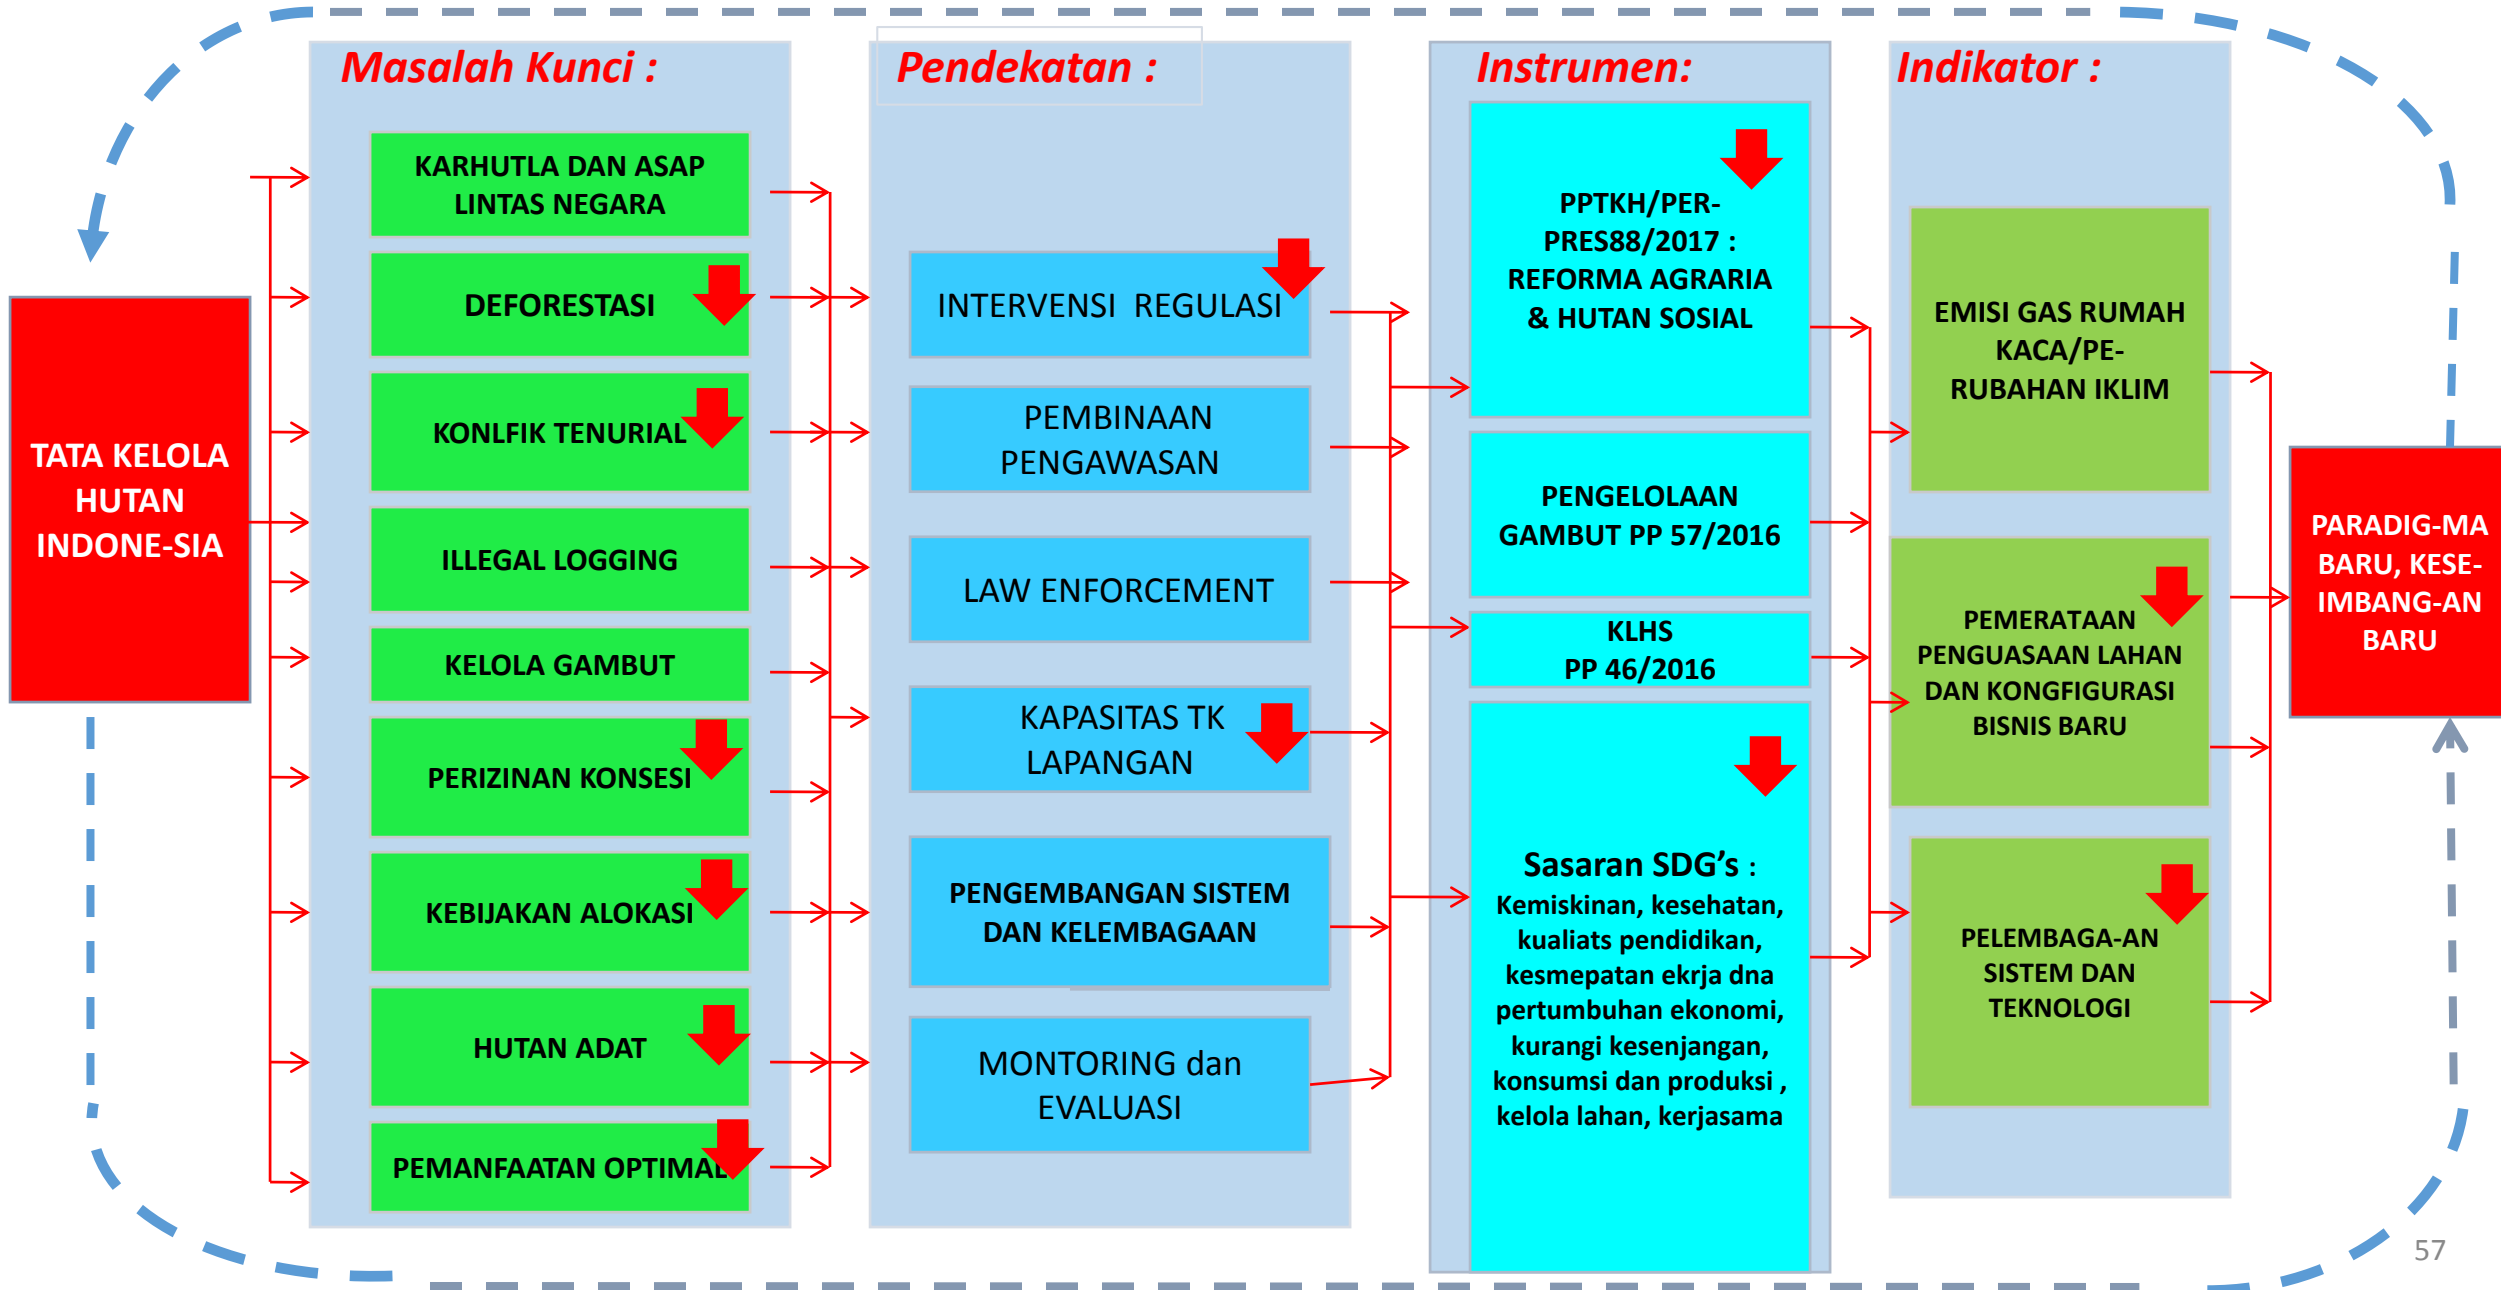 TATA KELOLA
HUTAN
INDONE-SIA
Masalah Kunci :
KARHUTLA DAN ASAP
LINTAS NEGARA
DEFORESTASI
KONLFIK TENURIAL
ILLEGAL LOGGING
KELOLA GAMBUT
PERIZINAN KONSESI
KEBIJAKAN ALOKASI
HUTAN ADAT
PEMANFAATAN OPTIMAL
Pendekatan :
INTERVENSI REGULASI
PEMBINAAN
PENGAWASAN
LAW ENFORCEMENT
KAPASITAS TK
LAPANGAN
PENGEMBANGAN SISTEM
DAN KELEMBAGAAN
MONTORING dan
EVALUASI
Instrumen:
PPTKH/PER-
PRES88/2017 :
REFORMA AGRARIA
& HUTAN SOSIAL
PENGELOLAAN
GAMBUT PP 57/2016
KLHS
PP 46/2016
Sasaran SDG’s :
Kemiskinan, kesehatan,
kualiats pendidikan,
kesmepatan ekrja dna
pertumbuhan ekonomi,
kurangi kesenjangan,
konsumsi dan produksi ,
kelola lahan, kerjasama
Indikator :
EMISI GAS RUMAH
KACA/PE-
RUBAHAN IKLIM
PEMERATAAN
PENGUASAAN LAHAN
DAN KONGFIGURASI
BISNIS BARU
PELEMBAGA-AN
SISTEM DAN
TEKNOLOGI
PARADIG-MA
BARU, KESE-
IMBANG-AN
BARU
57